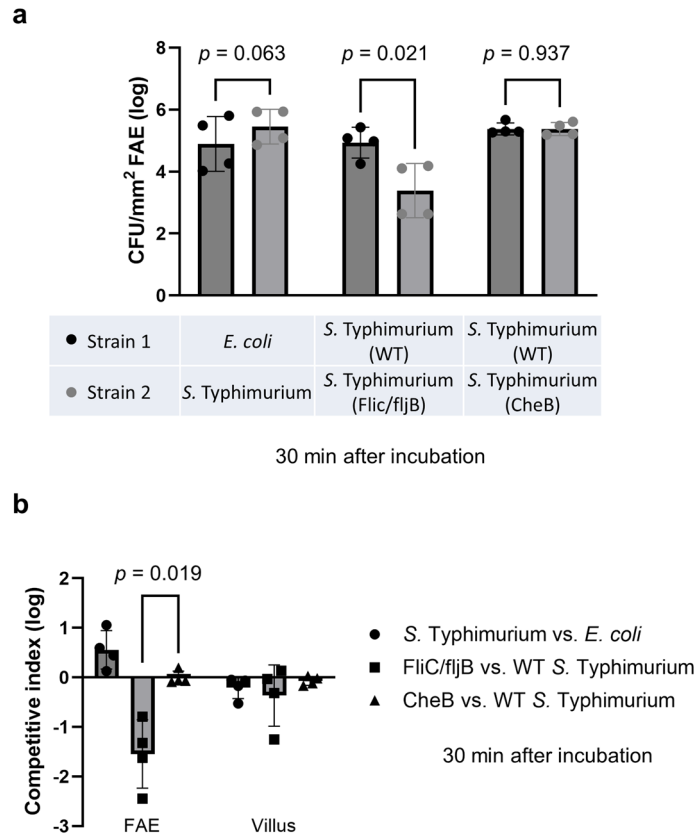 a
p = 0.063
p = 0.021
p = 0.937
CFU/mm2 FAE (log)
8
6
4
2
0
Strain 1
E. coli
S. Typhimurium
(WT)
S. Typhimurium
(WT)
Strain 2
S. Typhimurium
S. Typhimurium
(Flic/fljB)
S. Typhimurium
(CheB)
30 min after incubation
b
p = 0.019
Competitive index (log)
2
1
0
-1
-2
-3
FAE
Villus
S. Typhimurium vs. E. coli
FliC/fljB vs. WT S. Typhimurium
CheB vs. WT S. Typhimurium
30 min after incubation